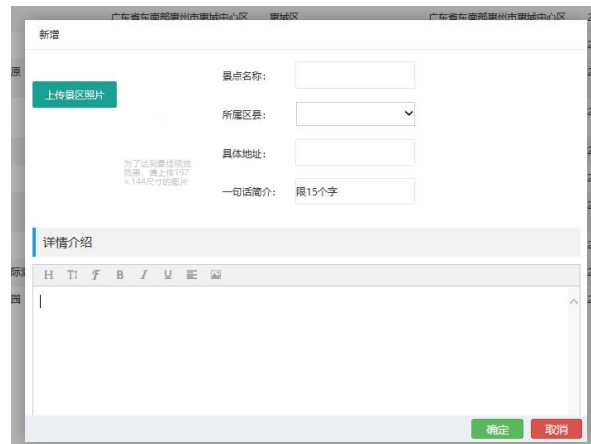 广东省东南部惠州市惠城中心区 惠城区 广东省东南部惠州市惠城中心区
新增
原
上传景区照片
景点名称：
所属区县：
具体地址：
为了达到最佳视觉
效果，请上传197
×144尺寸的图片
一句话简介： 限15个字
详情介绍
H TI F B I U
园
确定 取消